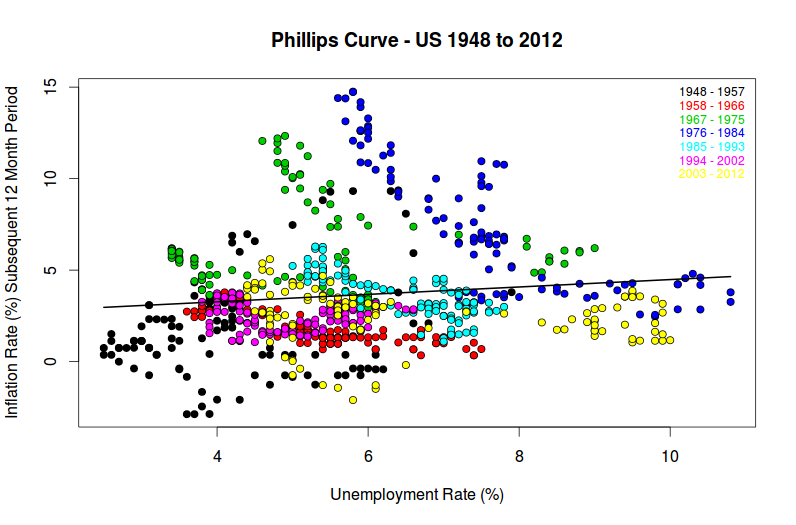 Phillips Curve - US 1948 to 2012
Inflation Rate (%) Subsequent 12 Month Period
15
10
5
0
1948 - 1957
1958 - 1966
1967 - 1975
1976 - 1984
1985 - 1993
1994 - 2002
2003 - 2012
4 6 8 10
Unemployment Rate (%)